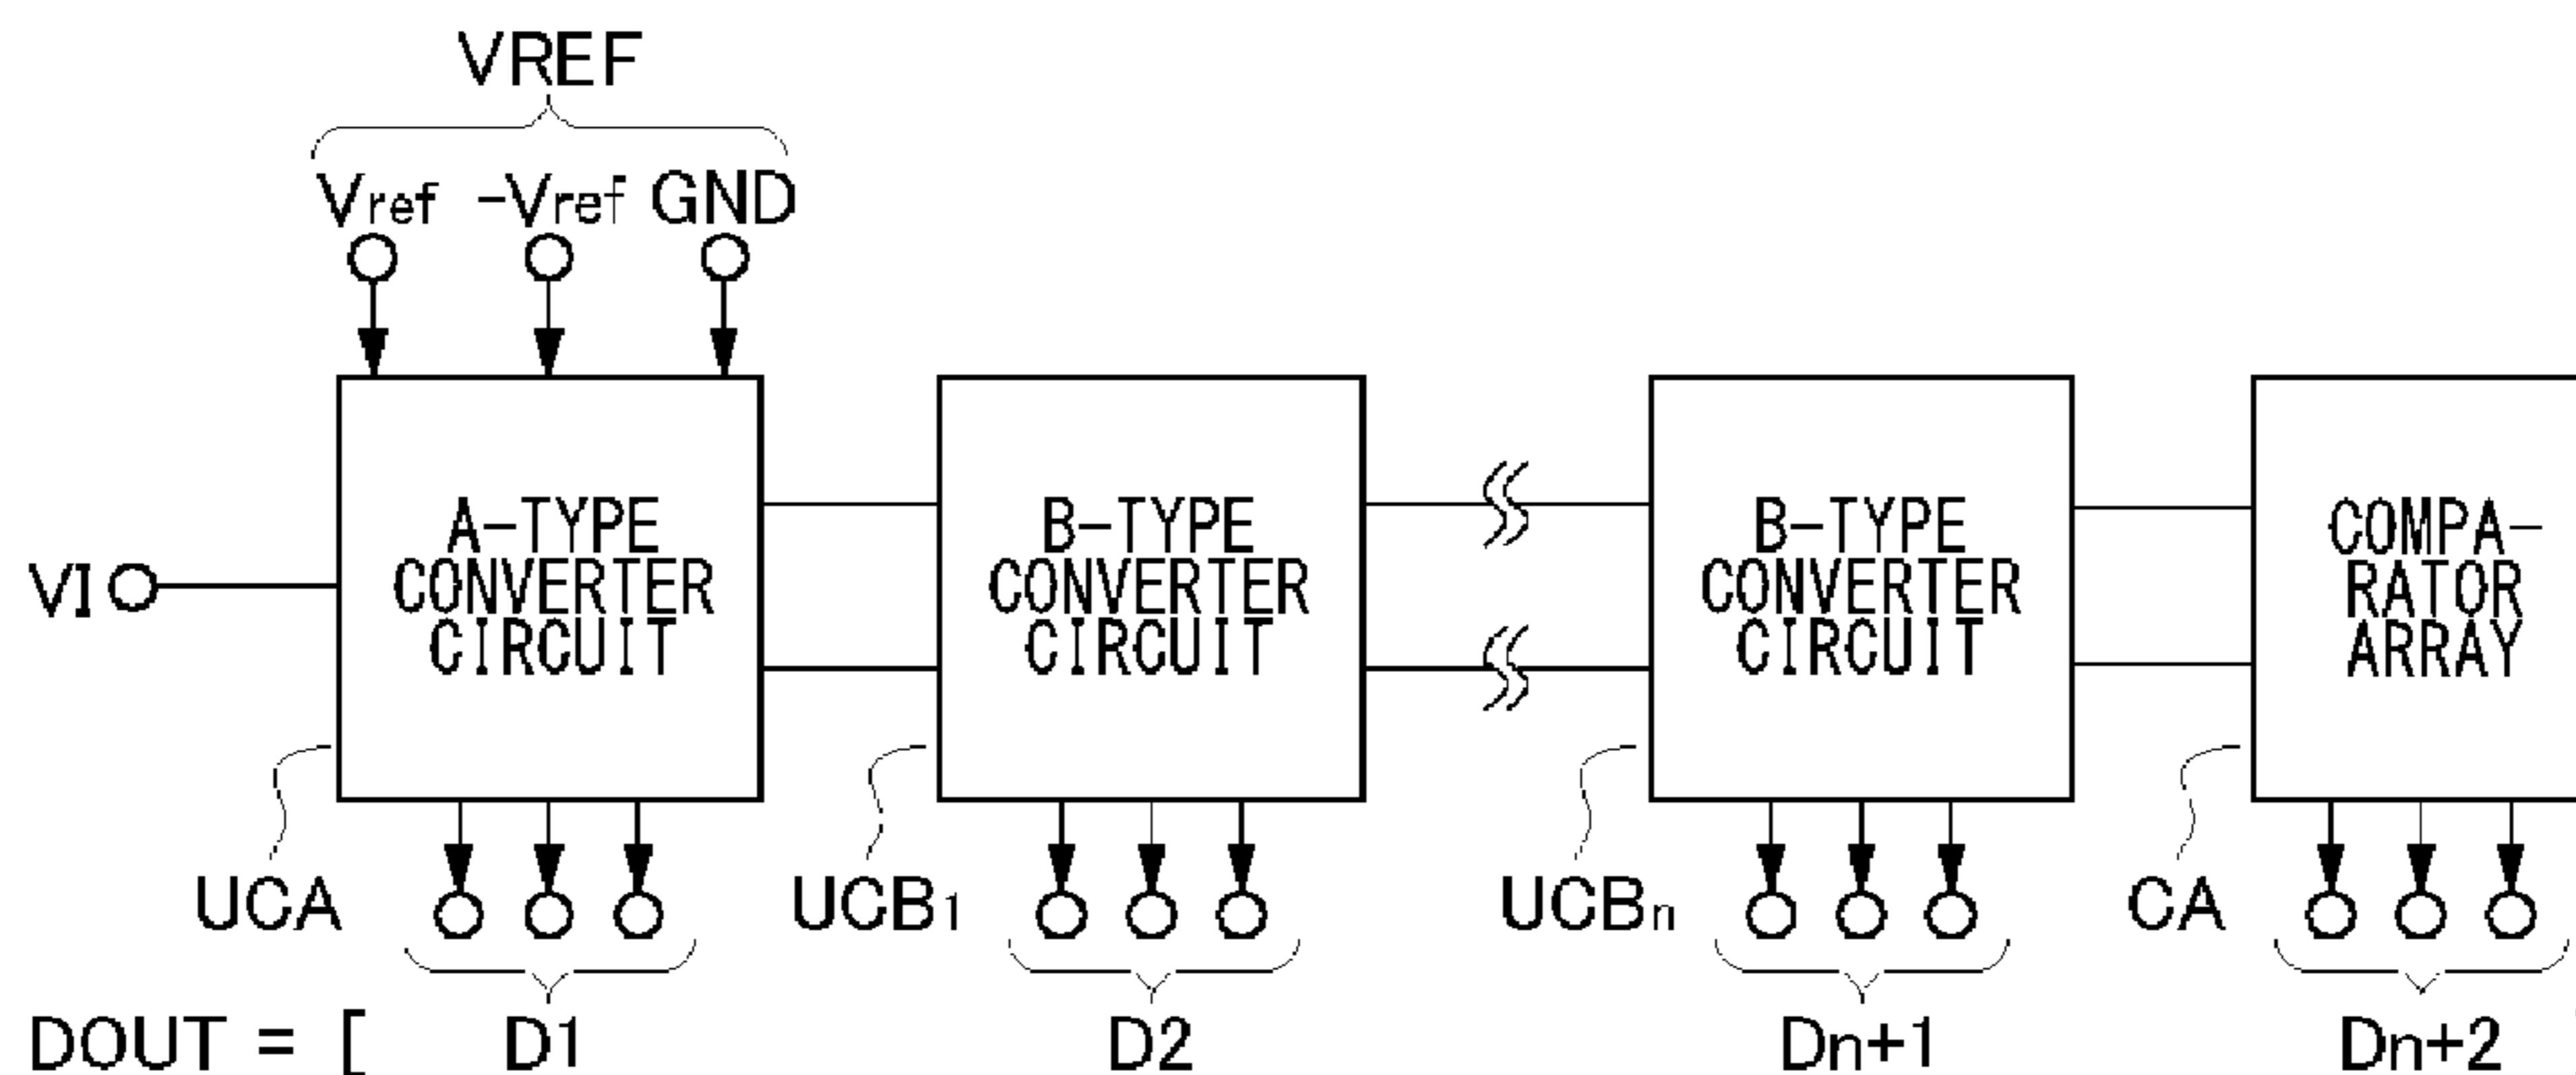 VREF
Vref -Vref GND
VI
A-TYPE
CONVERTER
CIRCUIT
B-TYPE
CONVERTER
CIRCUIT
B-TYPE
CONVERTER
CIRCUIT
COMPA-
RATOR
ARRAY
UCA
UCB1
UCBn
CA
DOUT = [ D1 D2 Dn+1 Dn+2